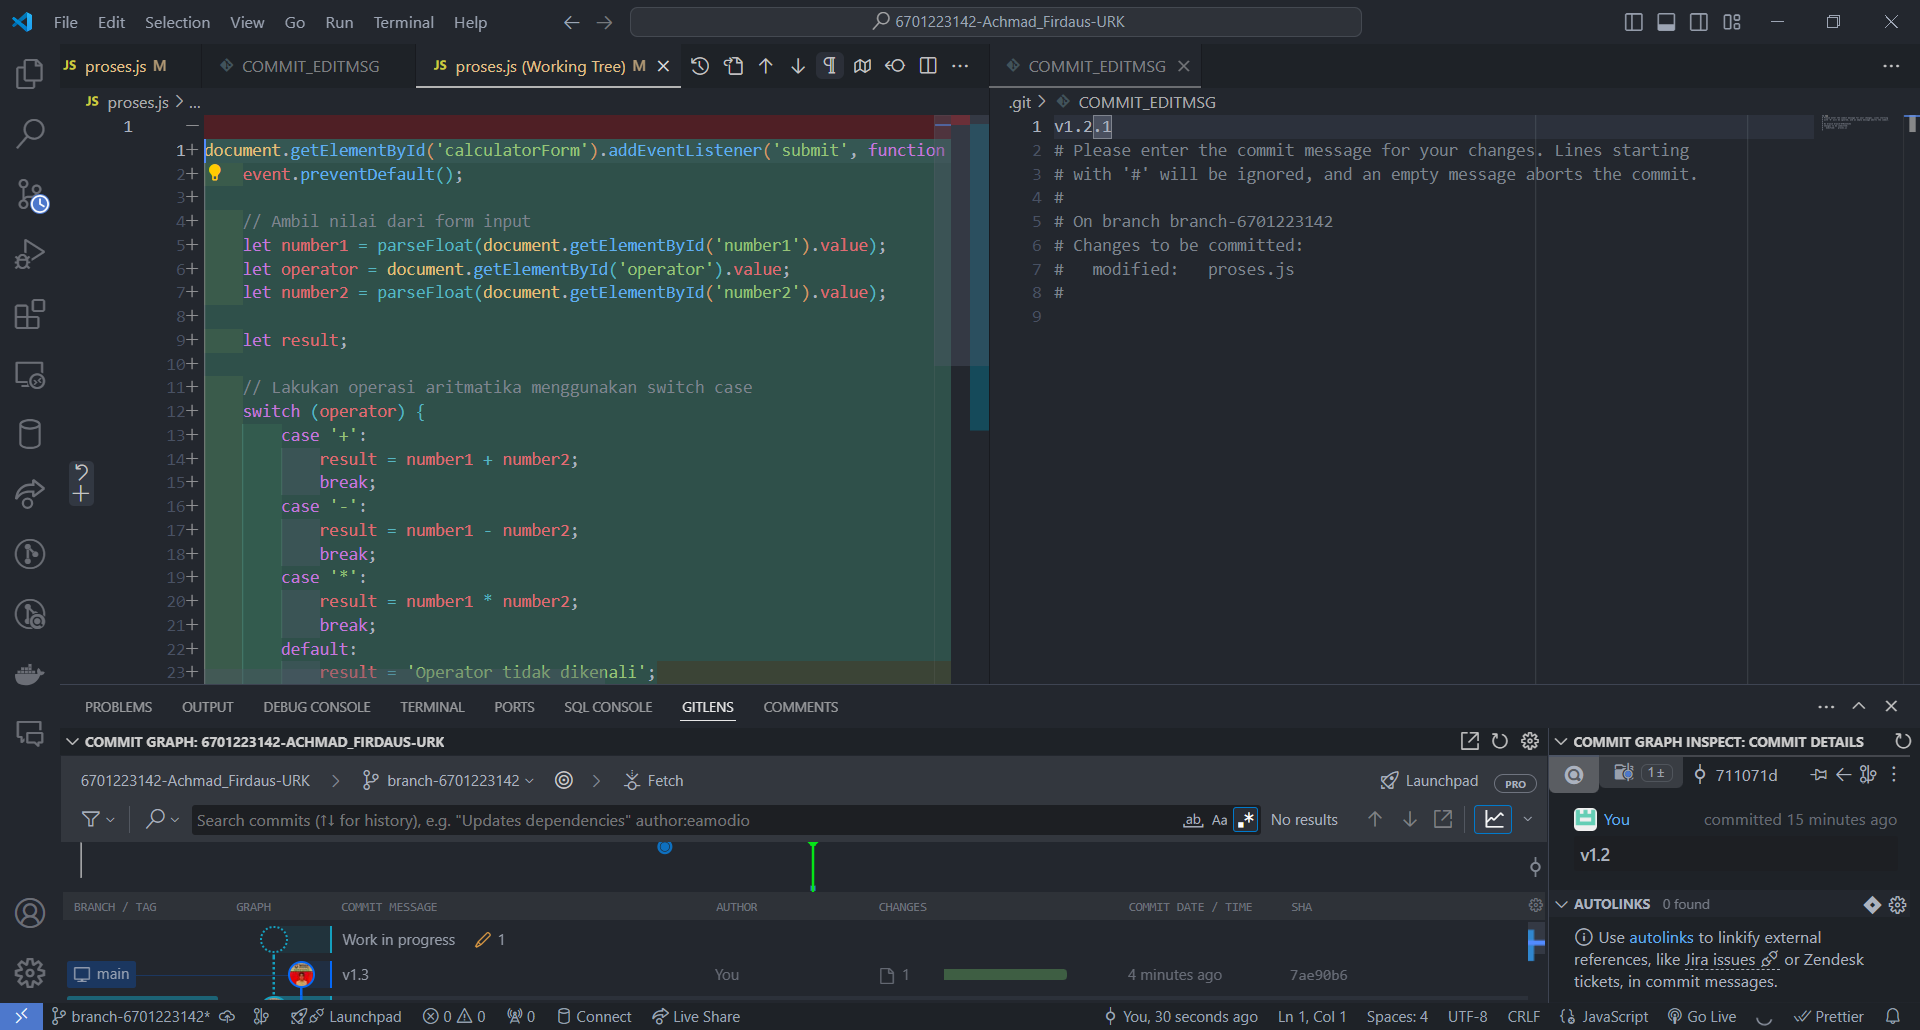 File Edit Selection View Go Run Terminal Help
6701223142-Achmad_Firdaus-URK
JS proses.js M
COMMIT_EDITMSG
JS proses.js (Working Tree) M
COMMIT_EDITMSG
JS proses.js > ...
.git > COMMIT_EDITMSG
1 —
1+ document.getElementById('calculatorForm').addEventListener('submit', function
2+ event.preventDefault();
3+
4+ // Ambil nilai dari form input
5+ let number1 = parseFloat(document.getElementById('number1').value);
6+ let operator = document.getElementById('operator').value;
7+ let number2 = parseFloat(document.getElementById('number2').value);
8+
9+ let result;
10+
11+ // Lakukan operasi aritmatika menggunakan switch case
12+ switch (operator) {
13+ case '+':
14+ result = number1 + number2;
15+ break;
16+ case '-':
17+ result = number1 - number2;
18+ break;
19+ case '*':
20+ result = number1 * number2;
21+ break;
22+ default:
23+ result = 'Operator tidak dikenali';
1 v1.2.1
2 # Please enter the commit message for your changes. Lines starting
3 # with '#' will be ignored, and an empty message aborts the commit.
4 #
5 # On branch branch-6701223142
6 # Changes to be committed:
7 # modified: proses.js
8 #
9
PROBLEMS OUTPUT DEBUG CONSOLE TERMINAL PORTS SQL CONSOLE GITLENS COMMENTS
COMMIT GRAPH: 6701223142-ACHMAD_FIRDAUS-URK
6701223142-Achmad_Firdaus-URK > branch-6701223142 > Fetch
Launchpad PRO
Search commits (↑↓ for history), e.g. "Updates dependencies" author:eamodio
ab Aa .* No results
BRANCH / TAG GRAPH COMMIT MESSAGE AUTHOR CHANGES COMMIT DATE / TIME SHA
Work in progress 1
main v1.3 You 1 4 minutes ago 7ae90b6
COMMIT GRAPH INSPECT: COMMIT DETAILS
1± 711071d
You committed 15 minutes ago
v1.2
AUTOLINKS 0 found
Use autolinks to linkify external
references, like Jira issues or Zendesk
tickets, in commit messages.
branch-6701223142* Launchpad 0 0 0 Connect Live Share
You, 30 seconds ago Ln 1, Col 1 Spaces: 4 UTF-8 CRLF JavaScript Go Live Prettier